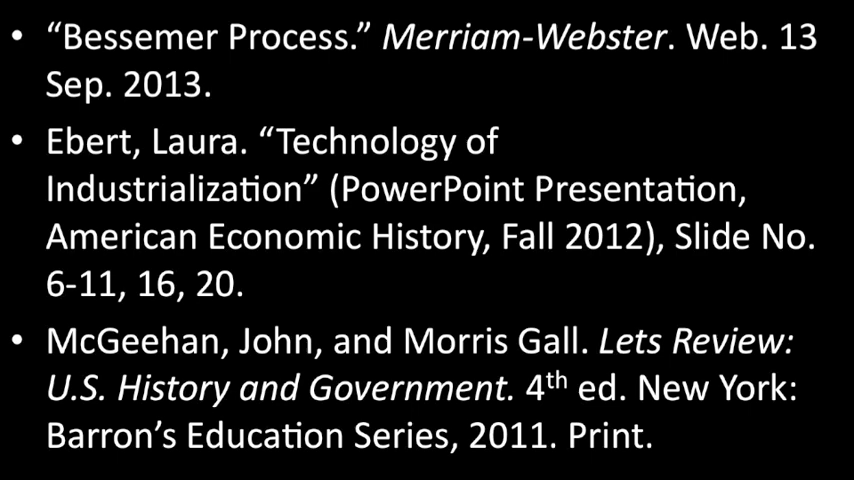 • “Bessemer Process.” Merriam-Webster. Web. 13
Sep. 2013.
• Ebert, Laura. “Technology of
Industrialization” (PowerPoint Presentation,
American Economic History, Fall 2012), Slide No.
6-11, 16, 20.
• McGeehan, John, and Morris Gall. Lets Review:
U.S. History and Government. 4th ed. New York:
Barron’s Education Series, 2011. Print.